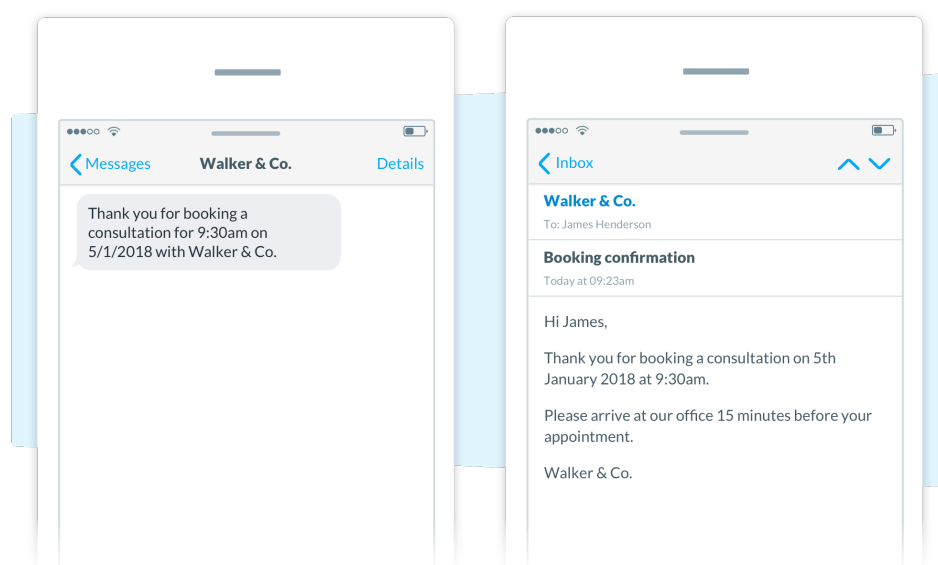 Messages
Walker & Co.
Details
Thank you for booking a
consultation for 9:30am on
5/1/2018 with Walker & Co.
Inbox
Walker & Co.
To: James Henderson
Booking confirmation
Today at 09:23am
Hi James,
Thank you for booking a consultation on 5th
January 2018 at 9:30am.
Please arrive at our office 15 minutes before your
appointment.
Walker & Co.